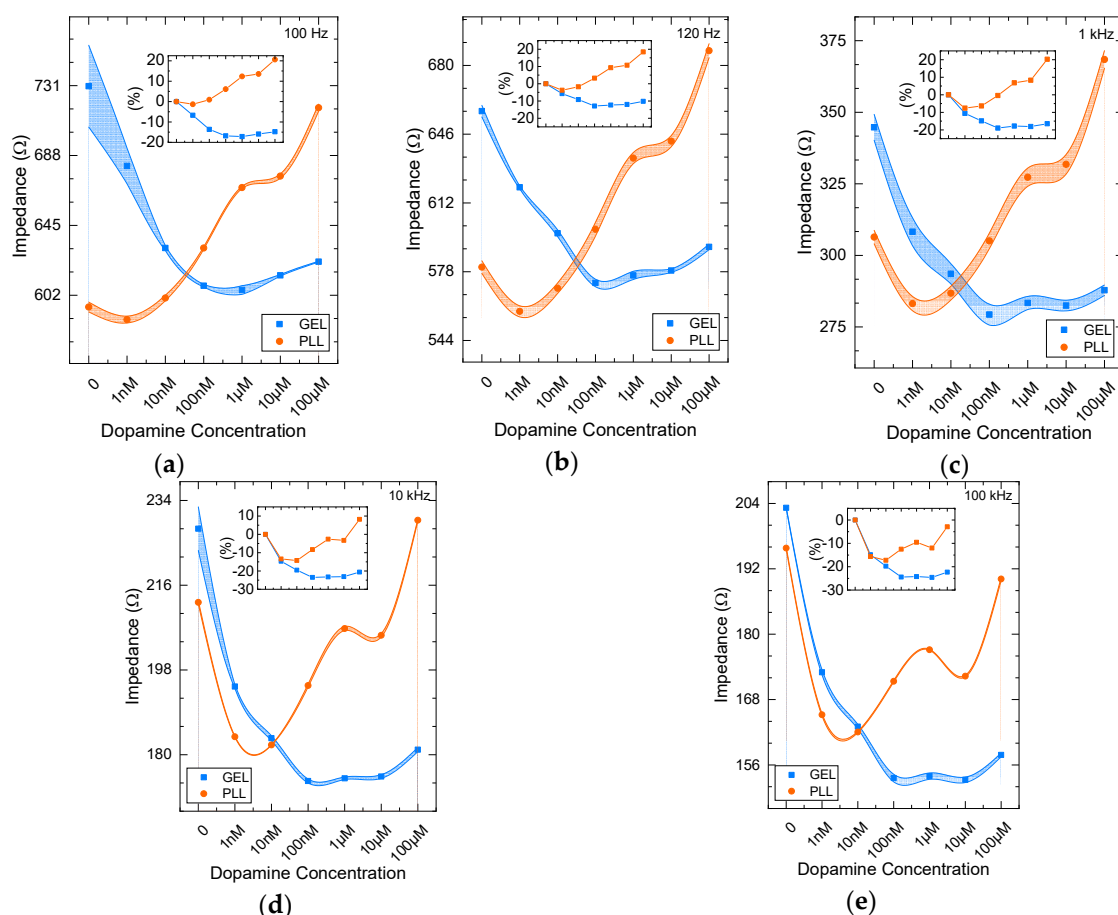 100 Hz
20
10
0
-10
-20
(%)
731
688
645
602
Impedance (Ω)
GEL
PLL
0
1nM
10nM
100nM
1µM
10µM
100µM
Dopamine Concentration
(a)
120 Hz
20
10
0
-10
-20
(%)
680
646
612
578
544
Impedance (Ω)
GEL
PLL
0
1nM
10nM
100nM
1µM
10µM
100µM
Dopamine Concentration
(b)
1 kHz
20
10
0
-10
-20
(%)
375
350
325
300
275
Impedance (Ω)
GEL
PLL
0
1nM
10nM
100nM
1µM
10µM
100µM
Dopamine Concentration
(c)
10 kHz
10
0
-10
-20
-30
(%)
234
216
198
180
Impedance (Ω)
GEL
PLL
0
1nM
10nM
100nM
1µM
10µM
100µM
Dopamine Concentration
(d)
100 kHz
0
-10
-20
-30
(%)
204
192
180
168
156
Impedance (Ω)
GEL
PLL
0
1nM
10nM
100nM
1µM
10µM
100µM
Dopamine Concentration
(e)